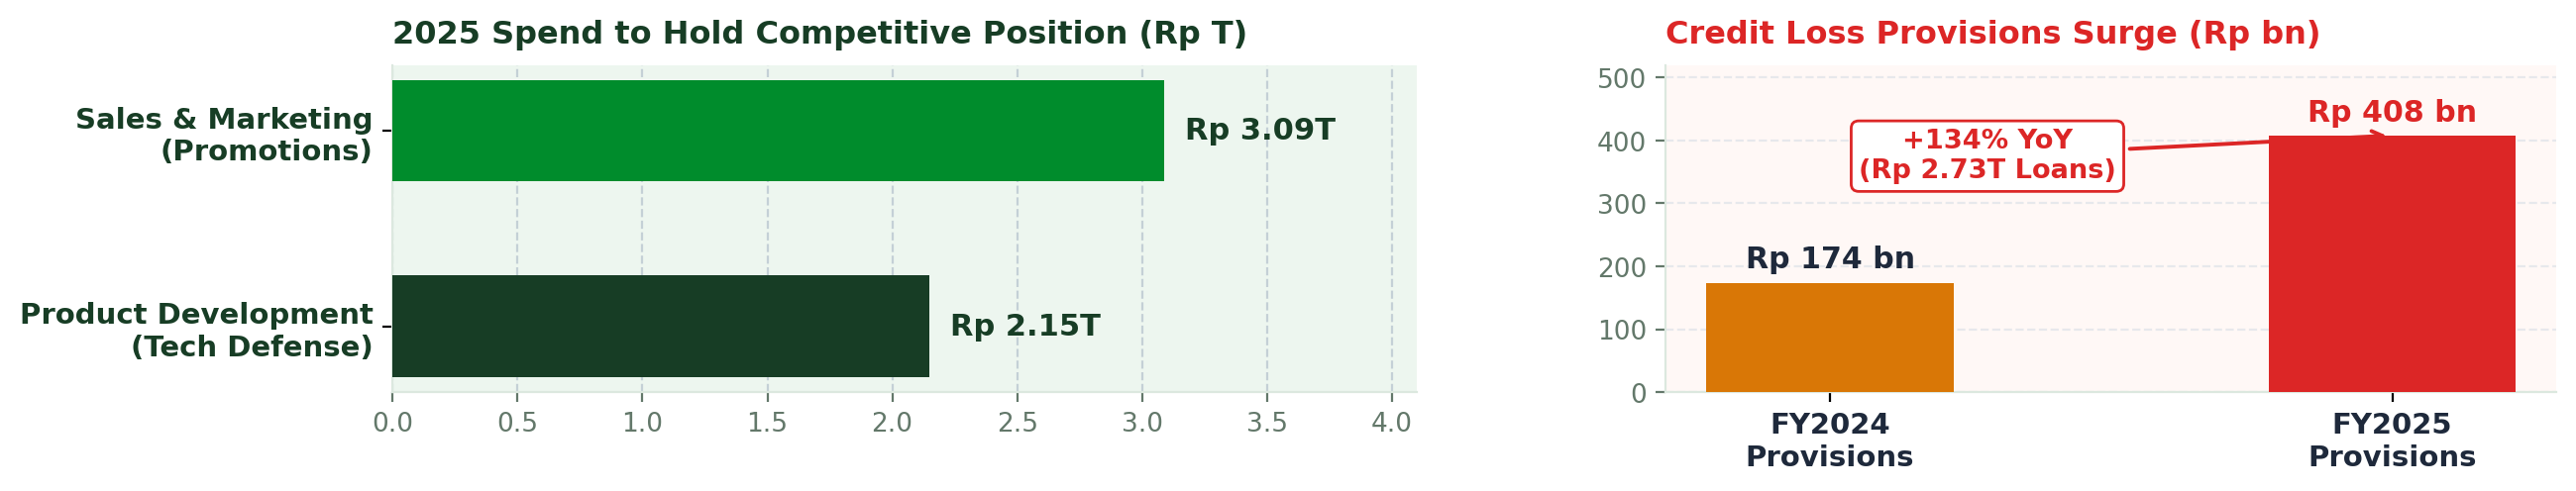 2025 Spend to Hold Competitive Position (Rp T)
Sales & Marketing
(Promotions)
Rp 3.09T
Product Development
(Tech Defense)
Rp 2.15T
0.0 0.5 1.0 1.5 2.0 2.5 3.0 3.5 4.0
Credit Loss Provisions Surge (Rp bn)
500
400
300
200
100
0
Rp 408 bn
+134% YoY
(Rp 2.73T Loans)
Rp 174 bn
FY2024
Provisions
FY2025
Provisions